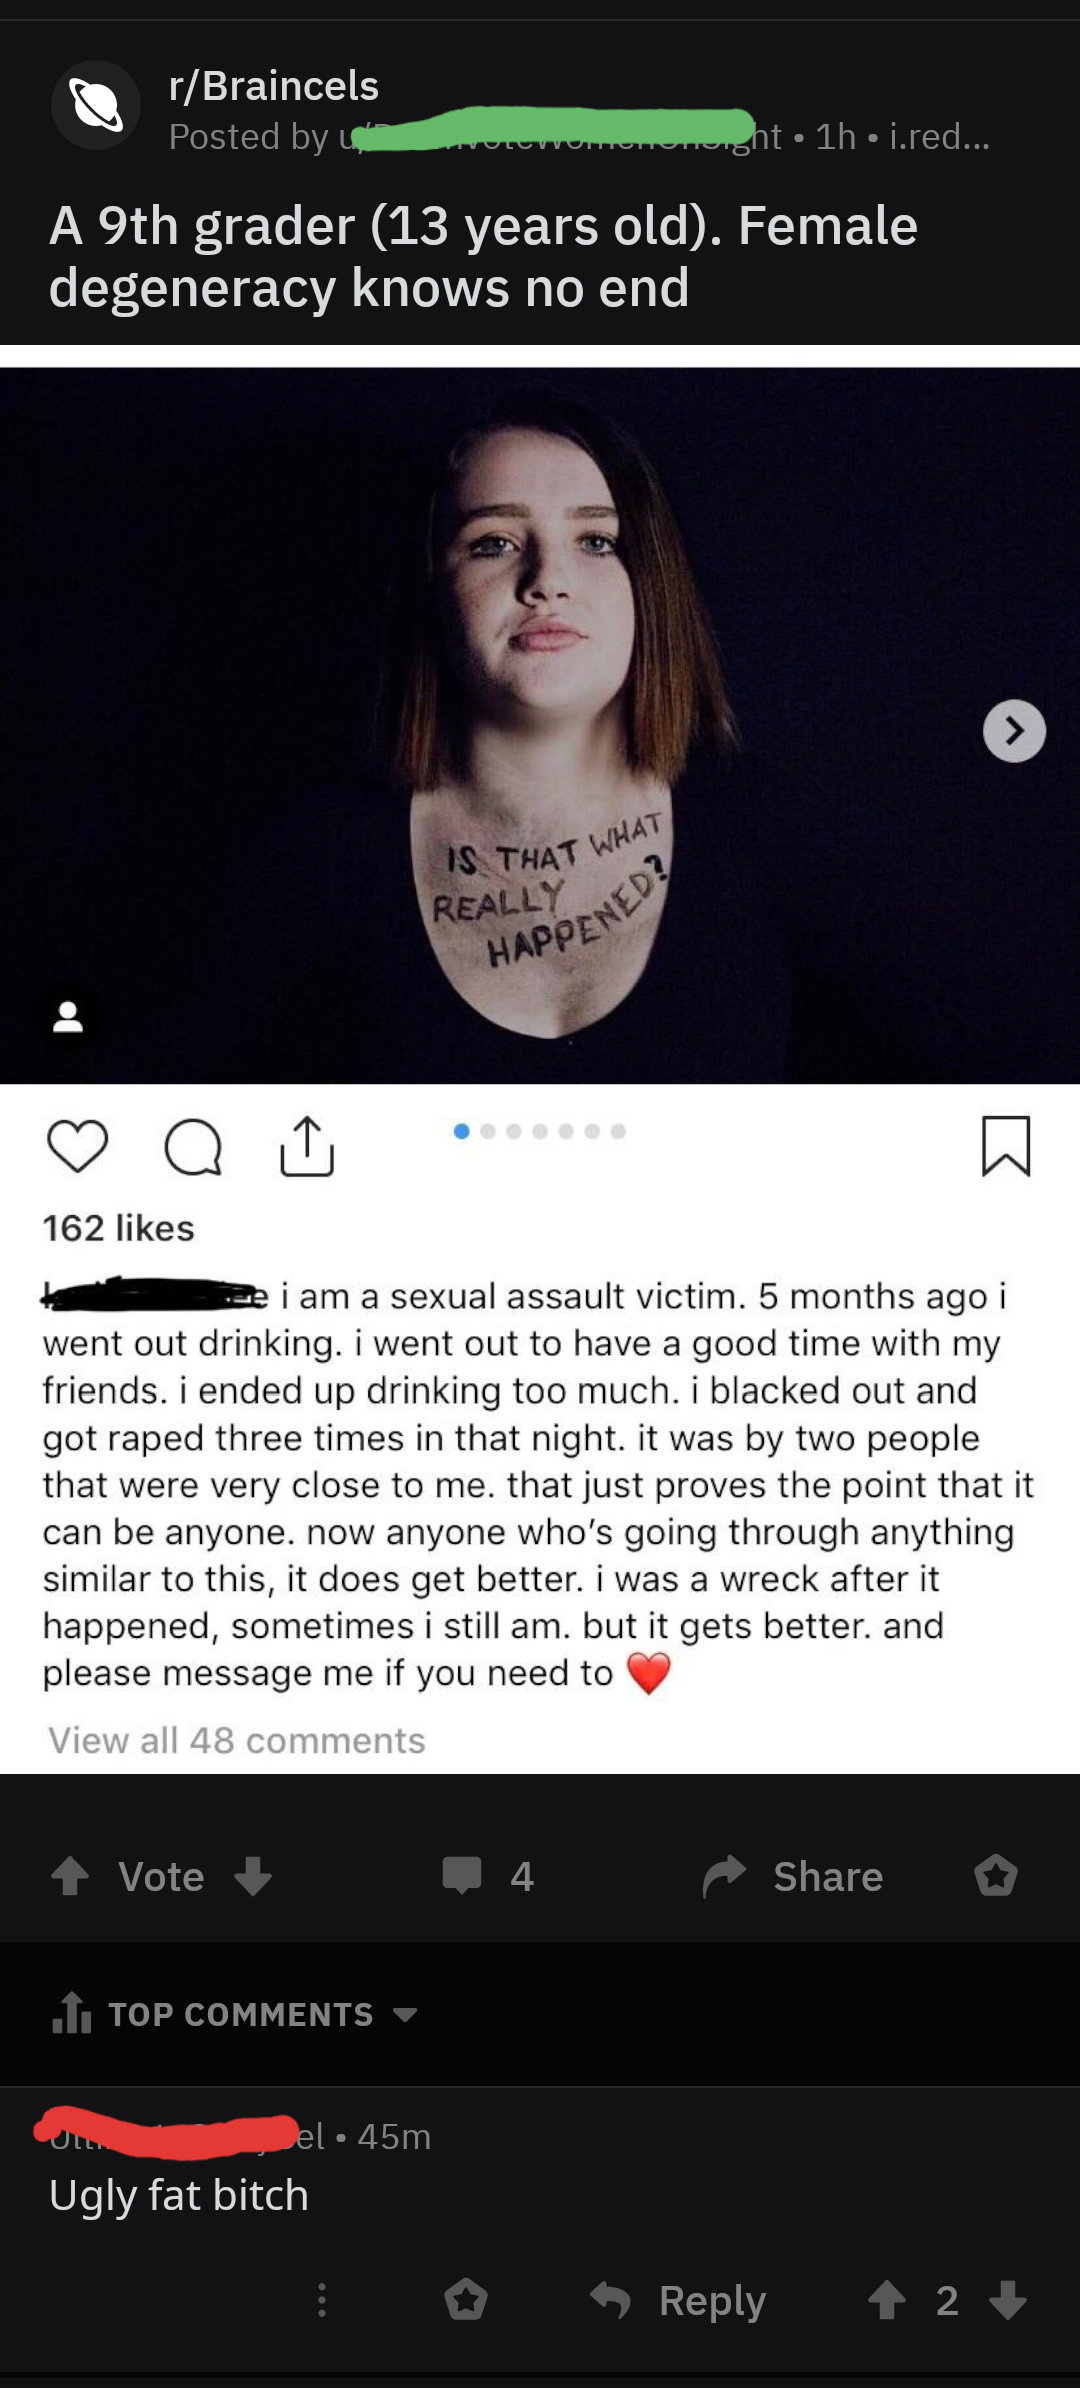 r/Braincels
Posted by u/ ht • 1h • i.red...
A 9th grader (13 years old). Female
degeneracy knows no end
IS THAT WHAT
REALLY
HAPPENED?
162 likes
i am a sexual assault victim. 5 months ago i
went out drinking. i went out to have a good time with my
friends. i ended up drinking too much. i blacked out and
got raped three times in that night. it was by two people
that were very close to me. that just proves the point that it
can be anyone. now anyone who's going through anything
similar to this, it does get better. i was a wreck after it
happened, sometimes i still am. but it gets better. and
please message me if you need to ❤️
View all 48 comments
Vote
4
Share
TOP COMMENTS
el • 45m
Ugly fat bitch
Reply
2